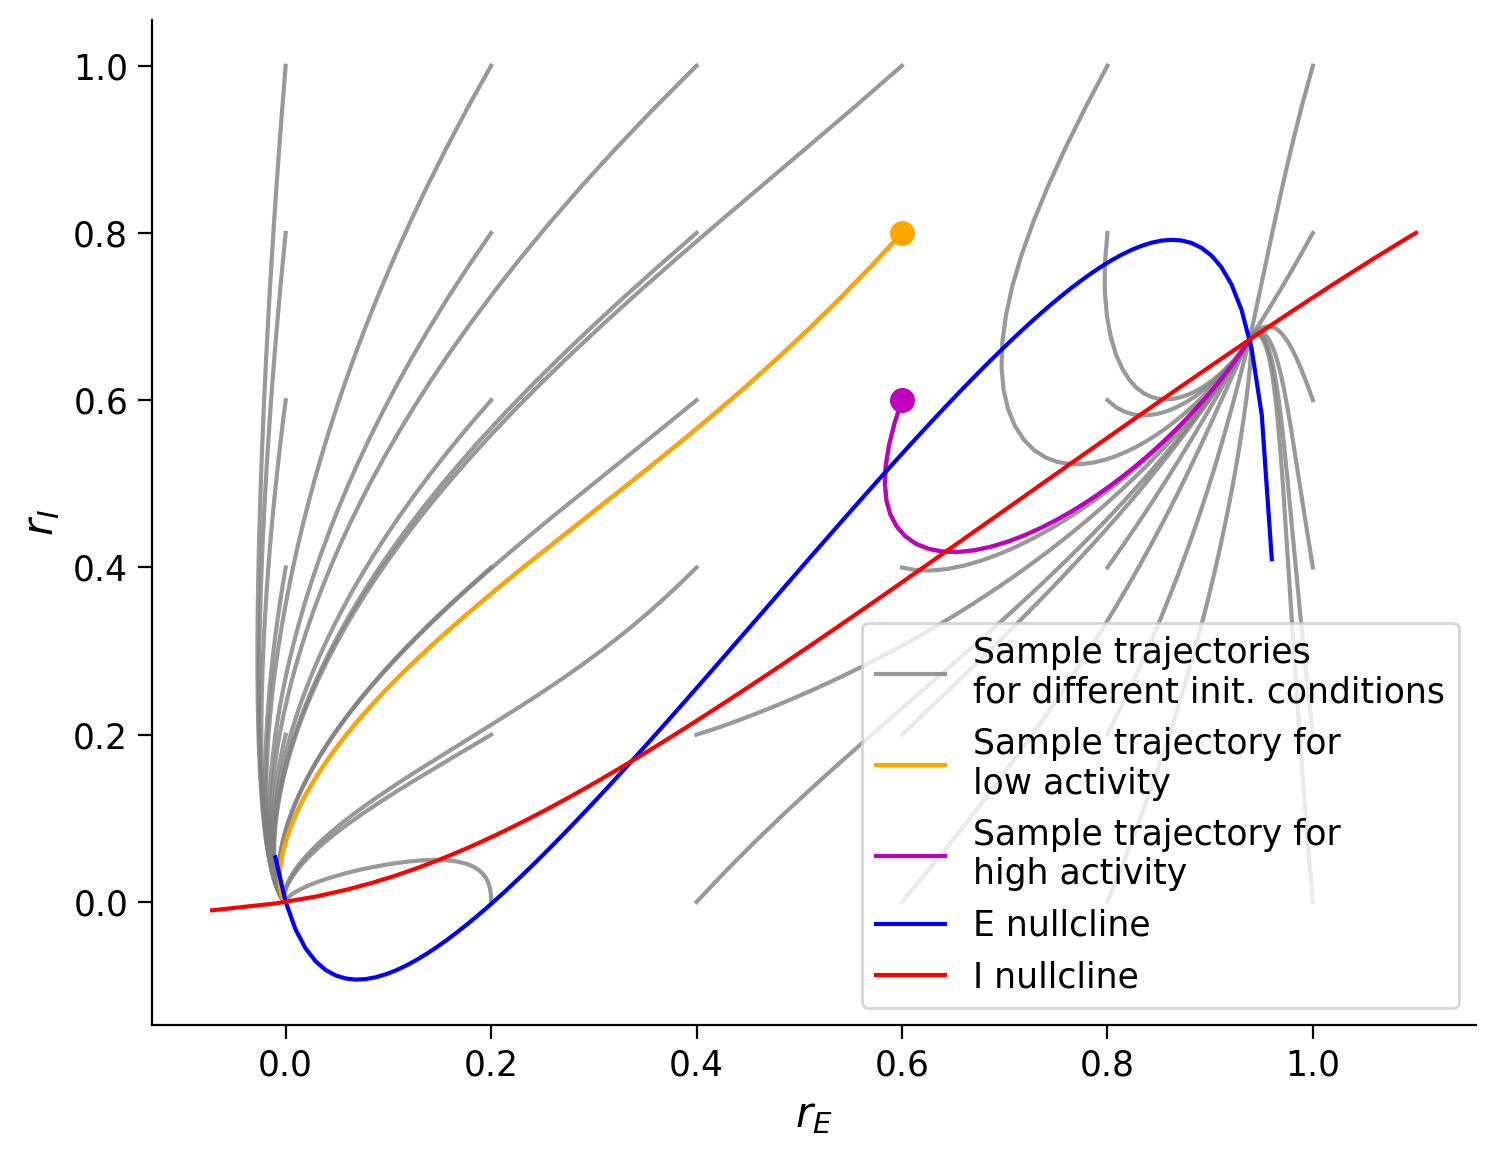 1.0
0.8
0.6
0.4
0.2
0.0
r_I
0.0 0.2 0.4 0.6 0.8 1.0
r_E
Sample trajectories
for different init. conditions
Sample trajectory for
low activity
Sample trajectory for
high activity
E nullcline
I nullcline